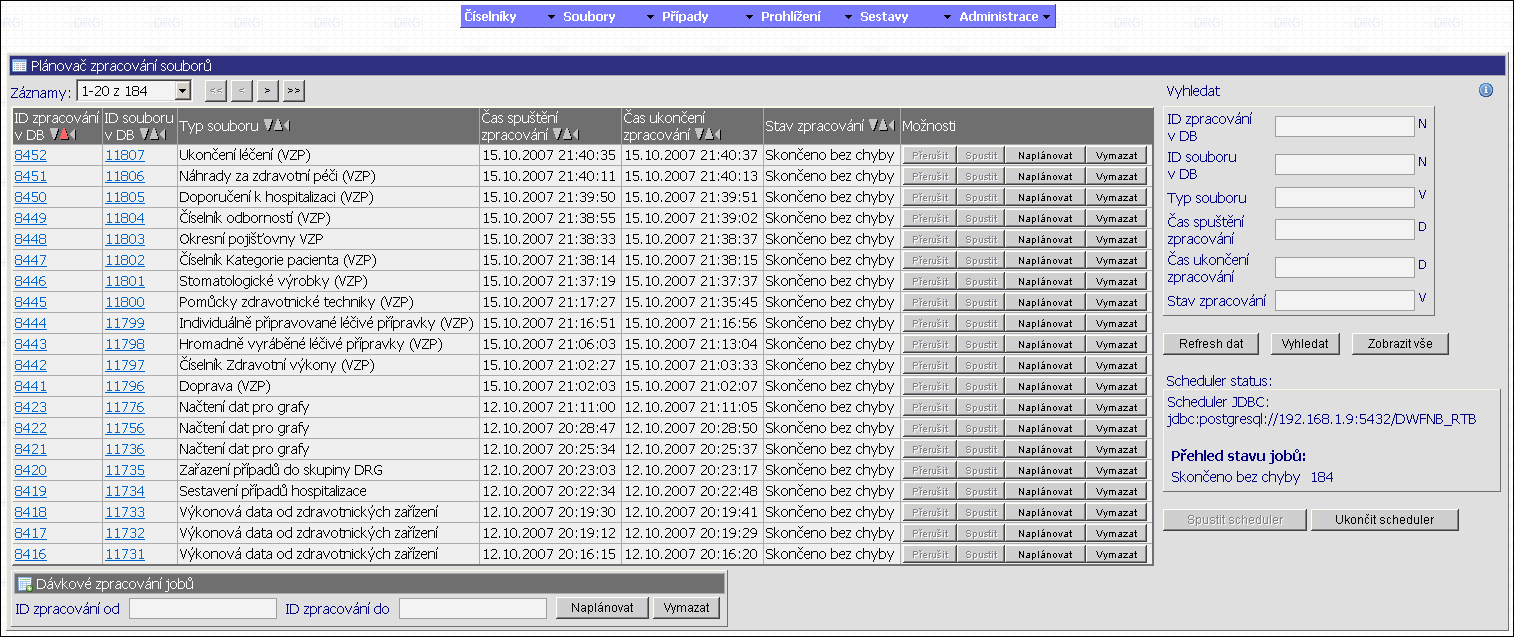 Číselníky Soubory Případy Prohlížení Sestavy Administrace
DRG DRG DRG DRG DRG DRG DRG DRG
Plánovač zpracování souborů
Záznamy: 1-20 z 184 << < > >>
ID zpracování v DB ID souboru v DB Typ souboru Čas spuštění zpracování Čas ukončení zpracování Stav zpracování Možnosti
8452 11807 Ukončení léčení (VZP) 15.10.2007 21:40:35 15.10.2007 21:40:37 Skončeno bez chyby Přerušit Spustit Naplánovat Vymazat
8451 11806 Náhrady za zdravotní péči (VZP) 15.10.2007 21:40:11 15.10.2007 21:40:13 Skončeno bez chyby Přerušit Spustit Naplánovat Vymazat
8450 11805 Doporučení k hospitalizaci (VZP) 15.10.2007 21:39:50 15.10.2007 21:39:51 Skončeno bez chyby Přerušit Spustit Naplánovat Vymazat
8449 11804 Číselník odborností (VZP) 15.10.2007 21:38:55 15.10.2007 21:39:02 Skončeno bez chyby Přerušit Spustit Naplánovat Vymazat
8448 11803 Okresní pojišťovny VZP 15.10.2007 21:38:33 15.10.2007 21:38:37 Skončeno bez chyby Přerušit Spustit Naplánovat Vymazat
8447 11802 Číselník Kategorie pacienta (VZP) 15.10.2007 21:38:14 15.10.2007 21:38:15 Skončeno bez chyby Přerušit Spustit Naplánovat Vymazat
8446 11801 Stomatologické výrobky (VZP) 15.10.2007 21:37:19 15.10.2007 21:37:37 Skončeno bez chyby Přerušit Spustit Naplánovat Vymazat
8445 11800 Pomůcky zdravotnické techniky (VZP) 15.10.2007 21:17:27 15.10.2007 21:35:45 Skončeno bez chyby Přerušit Spustit Naplánovat Vymazat
8444 11799 Individuálně připravované léčivé přípravky (VZP) 15.10.2007 21:16:51 15.10.2007 21:16:56 Skončeno bez chyby Přerušit Spustit Naplánovat Vymazat
8443 11798 Hromadně vyráběné léčivé přípravky (VZP) 15.10.2007 21:06:03 15.10.2007 21:13:04 Skončeno bez chyby Přerušit Spustit Naplánovat Vymazat
8442 11797 Číselník Zdravotní výkony (VZP) 15.10.2007 21:02:27 15.10.2007 21:03:33 Skončeno bez chyby Přerušit Spustit Naplánovat Vymazat
8441 11796 Doprava (VZP) 15.10.2007 21:02:03 15.10.2007 21:02:07 Skončeno bez chyby Přerušit Spustit Naplánovat Vymazat
8423 11776 Načtení dat pro grafy 12.10.2007 21:11:00 12.10.2007 21:11:05 Skončeno bez chyby Přerušit Spustit Naplánovat Vymazat
8422 11756 Načtení dat pro grafy 12.10.2007 20:28:47 12.10.2007 20:28:50 Skončeno bez chyby Přerušit Spustit Naplánovat Vymazat
8421 11736 Načtení dat pro grafy 12.10.2007 20:25:34 12.10.2007 20:25:37 Skončeno bez chyby Přerušit Spustit Naplánovat Vymazat
8420 11735 Zařazení případů do skupiny DRG 12.10.2007 20:23:03 12.10.2007 20:23:17 Skončeno bez chyby Přerušit Spustit Naplánovat Vymazat
8419 11734 Sestavení případů hospitalizace 12.10.2007 20:22:34 12.10.2007 20:22:48 Skončeno bez chyby Přerušit Spustit Naplánovat Vymazat
8418 11733 Výkonová data od zdravotnických zařízení 12.10.2007 20:19:30 12.10.2007 20:19:41 Skončeno bez chyby Přerušit Spustit Naplánovat Vymazat
8417 11732 Výkonová data od zdravotnických zařízení 12.10.2007 20:19:12 12.10.2007 20:19:29 Skončeno bez chyby Přerušit Spustit Naplánovat Vymazat
8416 11731 Výkonová data od zdravotnických zařízení 12.10.2007 20:16:15 12.10.2007 20:16:20 Skončeno bez chyby Přerušit Spustit Naplánovat Vymazat
Dávkové zpracování jobů
ID zpracování od ID zpracování do Naplánovat Vymazat
Vyhledat
ID zpracování v DB N
ID souboru v DB N
Typ souboru V
Čas spuštění zpracování D
Čas ukončení zpracování D
Stav zpracování V
Refresh dat Vyhledat Zobrazit vše
Scheduler status:
Scheduler JDBC:
jdbc:postgresql://192.168.1.9:5432/DWFNB_RTB
Přehled stavu jobů:
Skončeno bez chyby 184
Spustit scheduler Ukončit scheduler